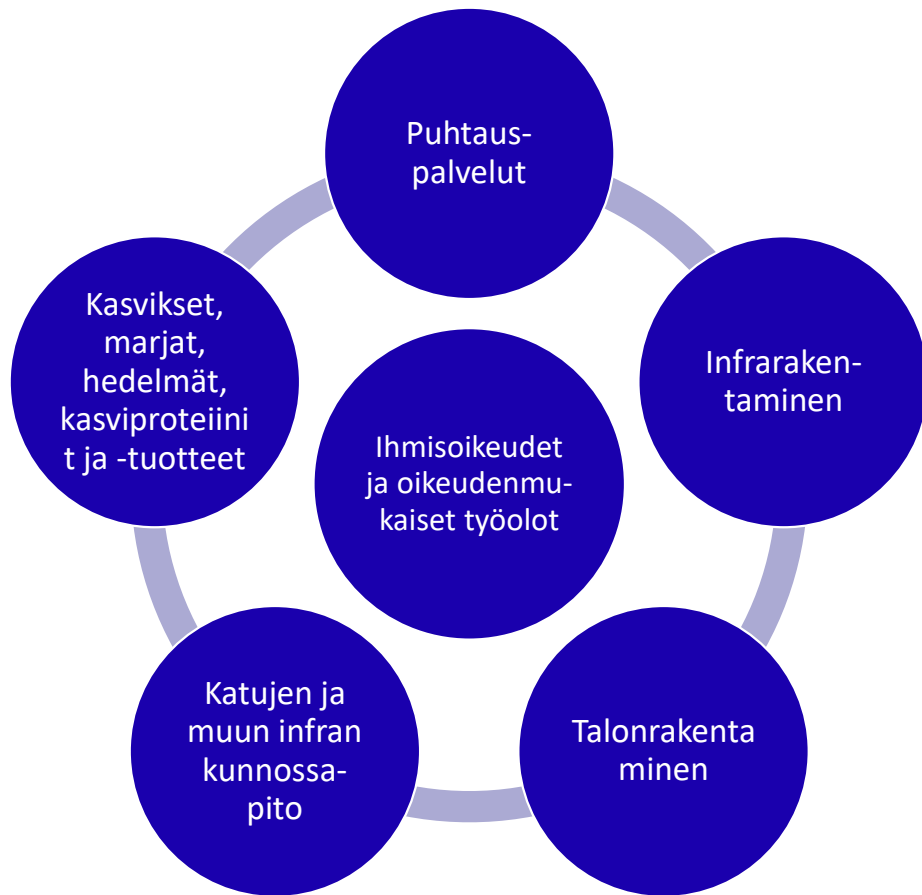 Puhtaus-
palvelut
Kasvikset,
marjat,
hedelmät,
kasviproteiini
t ja -tuotteet
Infraraken-
taminen
Ihmisoikeudet
ja oikeudenmu-
kaiset työolot
Katujen ja
muun infran
kunnossa-
pito
Talonrakenta
minen